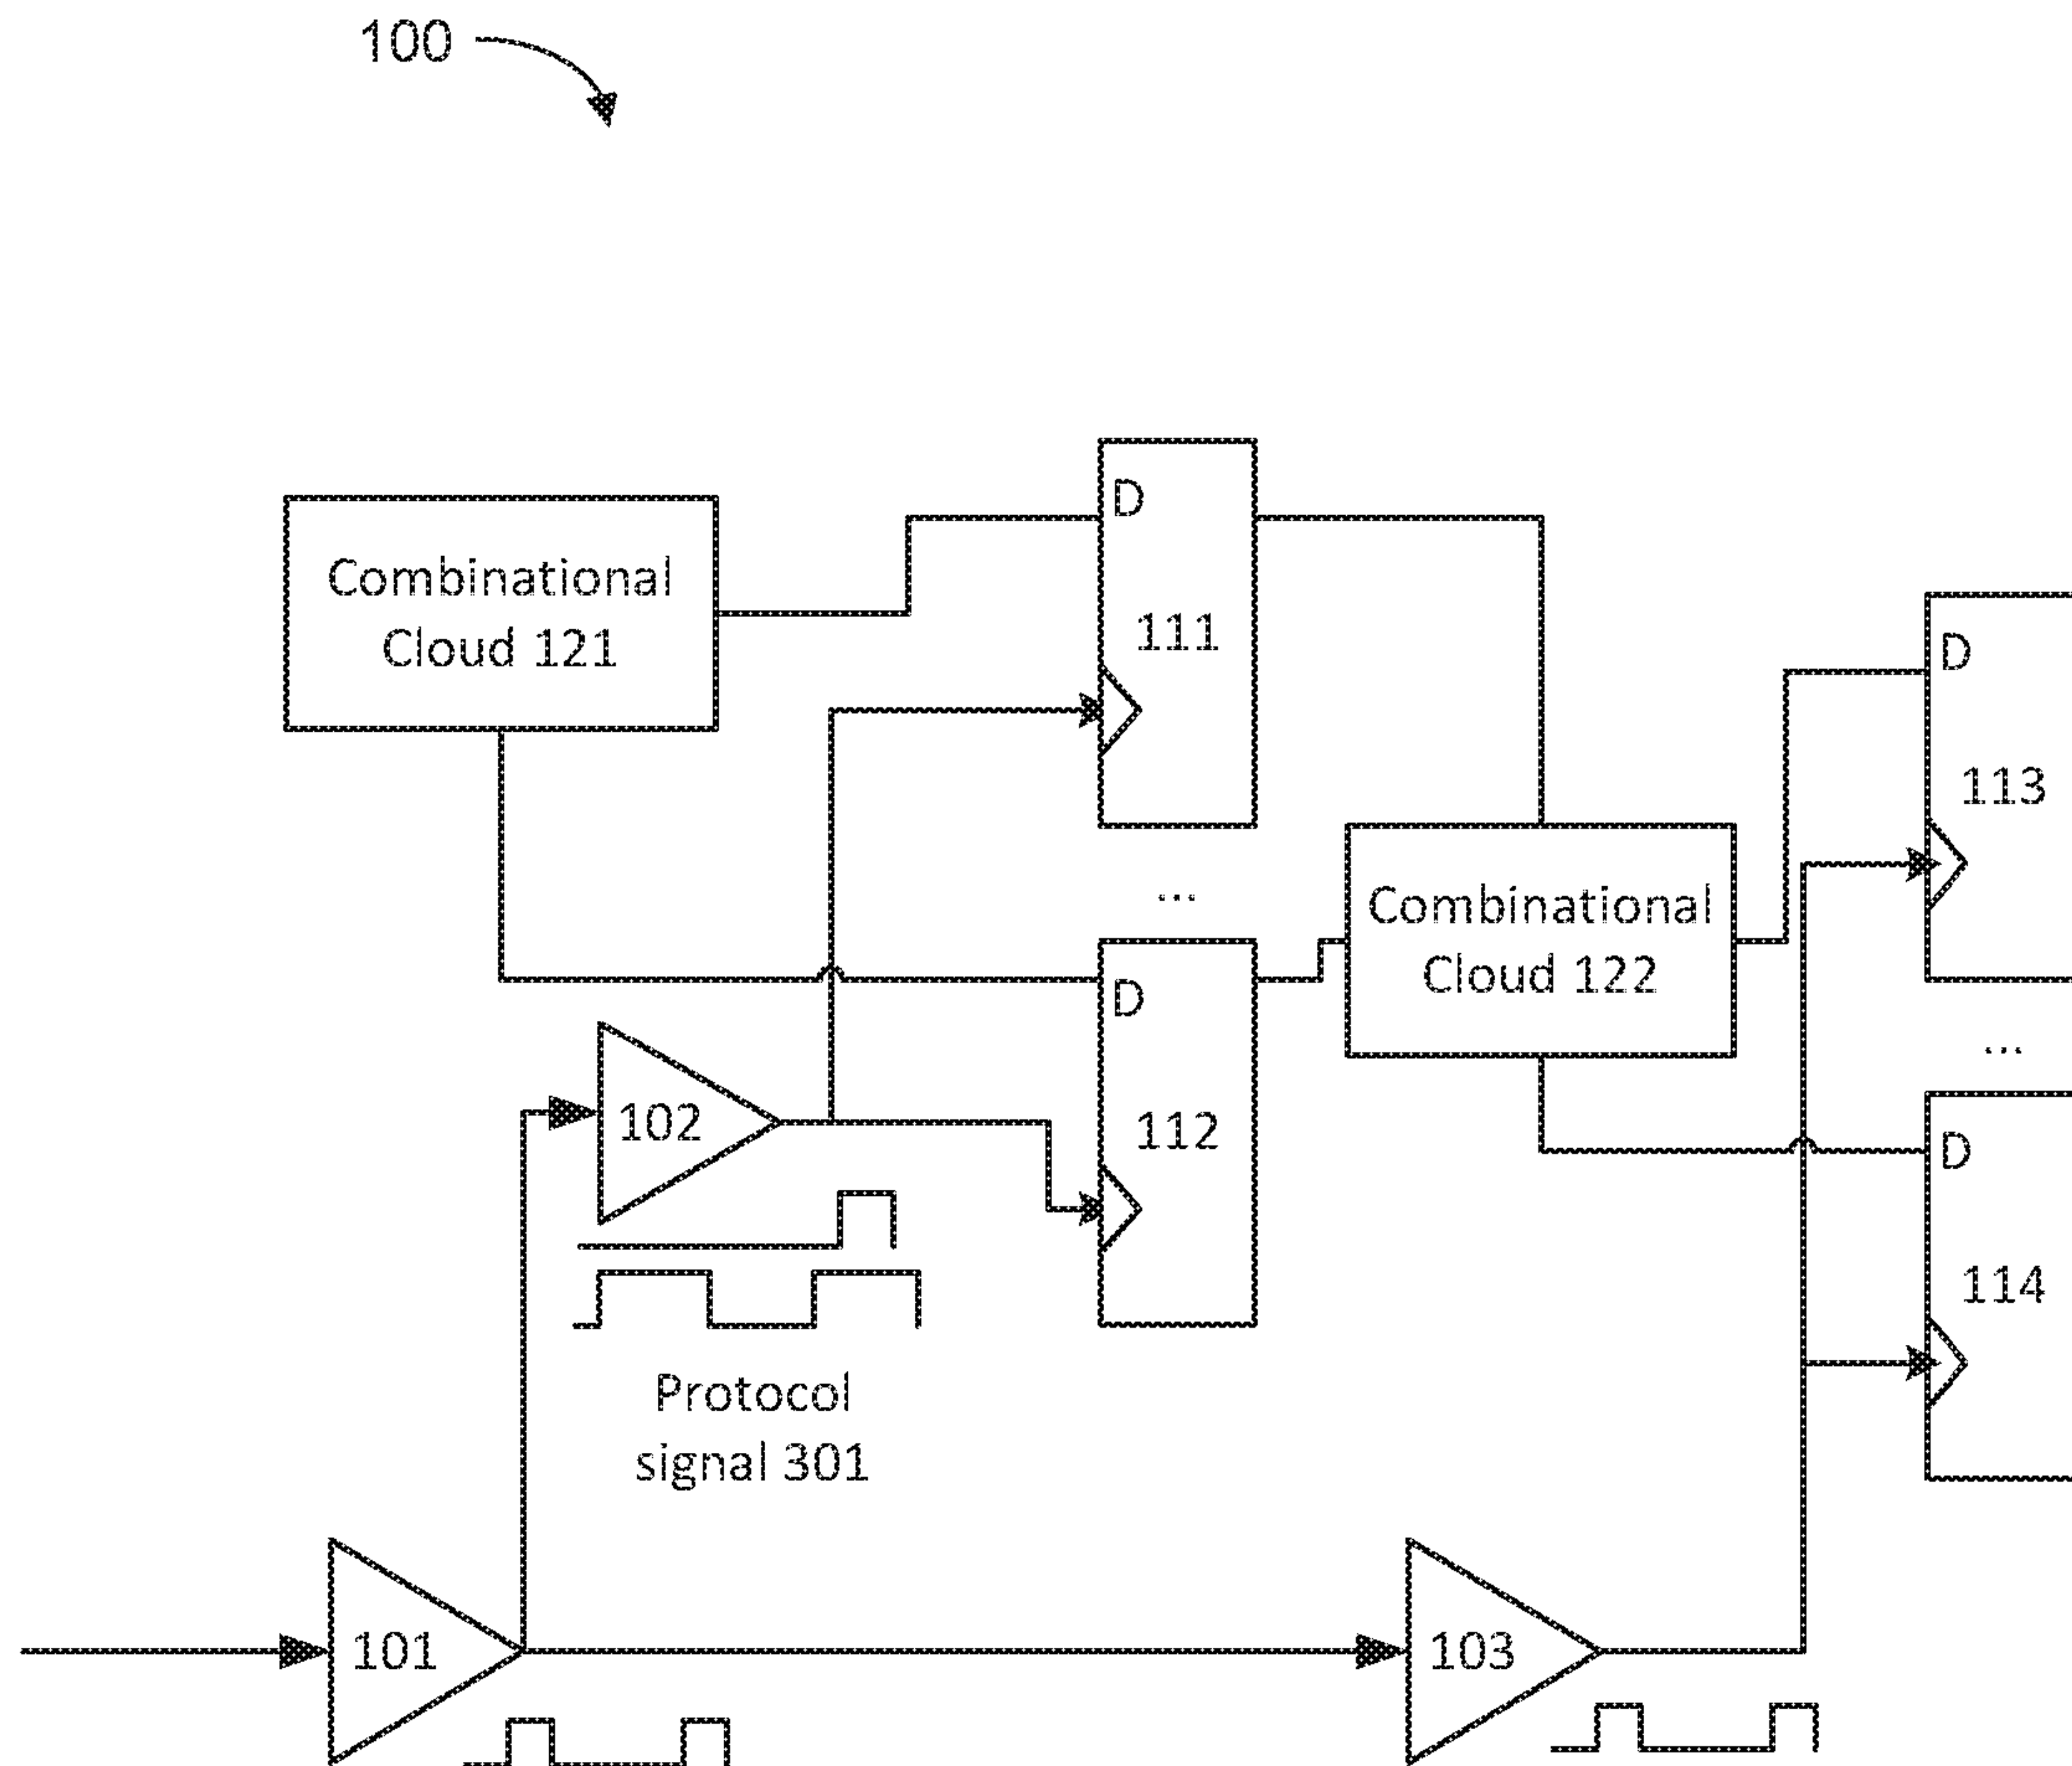 100
D
111
Combinational
Cloud 121
D
113
...
Combinational
Cloud 122
D
112
102
...
D
114
Protocol
signal 301
101
103